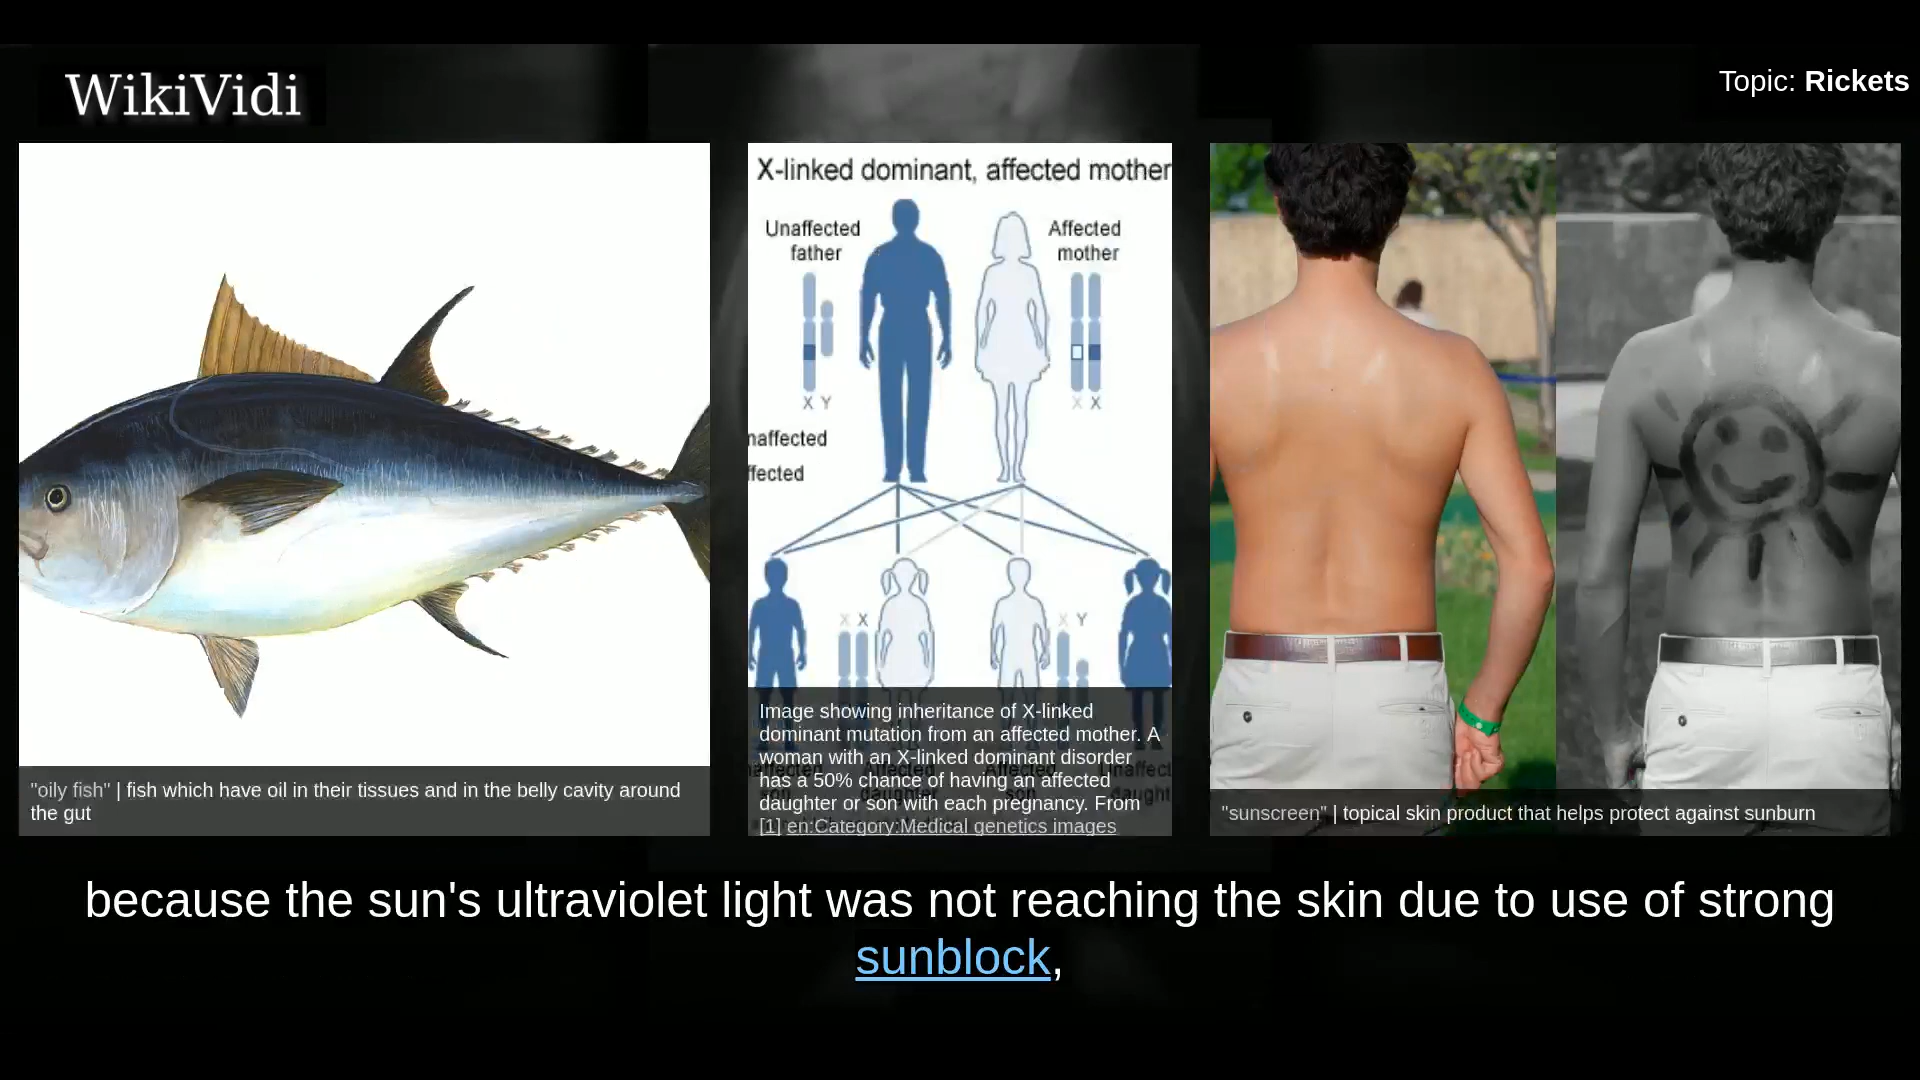 WikiVidi
Topic: Rickets
X-linked dominant, affected mother
Unaffected
father
Affected
mother
X Y
X X
naffected
ffected
X X
X Y
Image showing inheritance of X-linked
dominant mutation from an affected mother. A
woman with an X-linked dominant disorder
has a 50% chance of having an affected
daughter or son with each pregnancy. From
[1] en:Category:Medical genetics images
"oily fish" | fish which have oil in their tissues and in the belly cavity around
the gut
"sunscreen" | topical skin product that helps protect against sunburn
because the sun's ultraviolet light was not reaching the skin due to use of strong
sunblock,